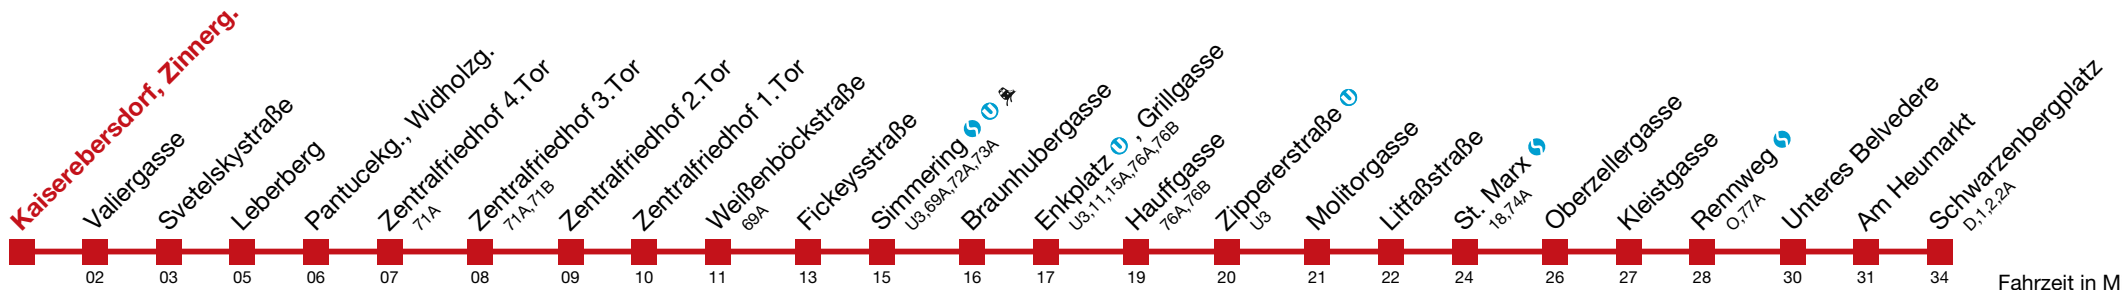 Kaiserebersdorf, Zinnerg.
Valiergasse
Svetelskystraße
Leberberg
Pantucekg., Widholzg.
Zentralfriedhof 4.Tor
71A
Zentralfriedhof 3.Tor
71A,71B
Zentralfriedhof 2.Tor
Zentralfriedhof 1.Tor
Weißenböckstraße
69A
Fickeysstraße
Simmering S U
U3,69A,72A,73A
Braunhubergasse
Enkplatz U , Grillgasse
U3,11,15A,76A,76B
Hauffgasse
76A,76B
Zippererstraße U
U3
Molitorgasse
Litfaßstraße
St. Marx S
18,74A
Oberzellergasse
Kleistgasse
Rennweg S
O,77A
Unteres Belvedere
Am Heumarkt
Schwarzenbergplatz
D,1,2,2A
02 03 05 06 07 08 09 10 11 13 15 16 17 19 20 21 22 24 26 27 28 30 31 34
Fahrzeit in M